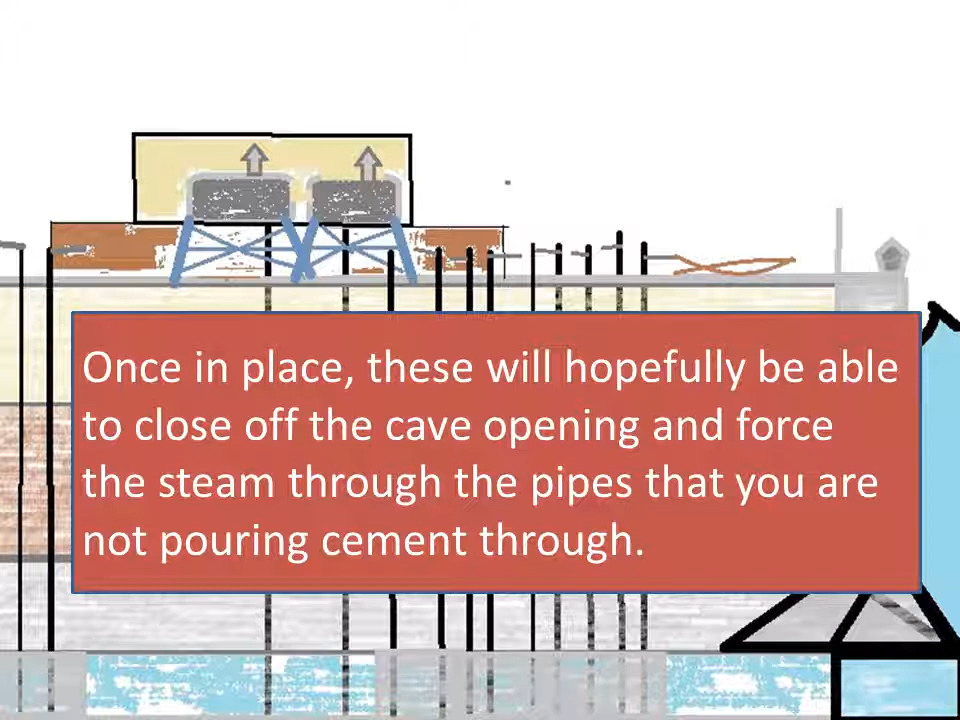 Once in place, these will hopefully be able
to close off the cave opening and force
the steam through the pipes that you are
not pouring cement through.